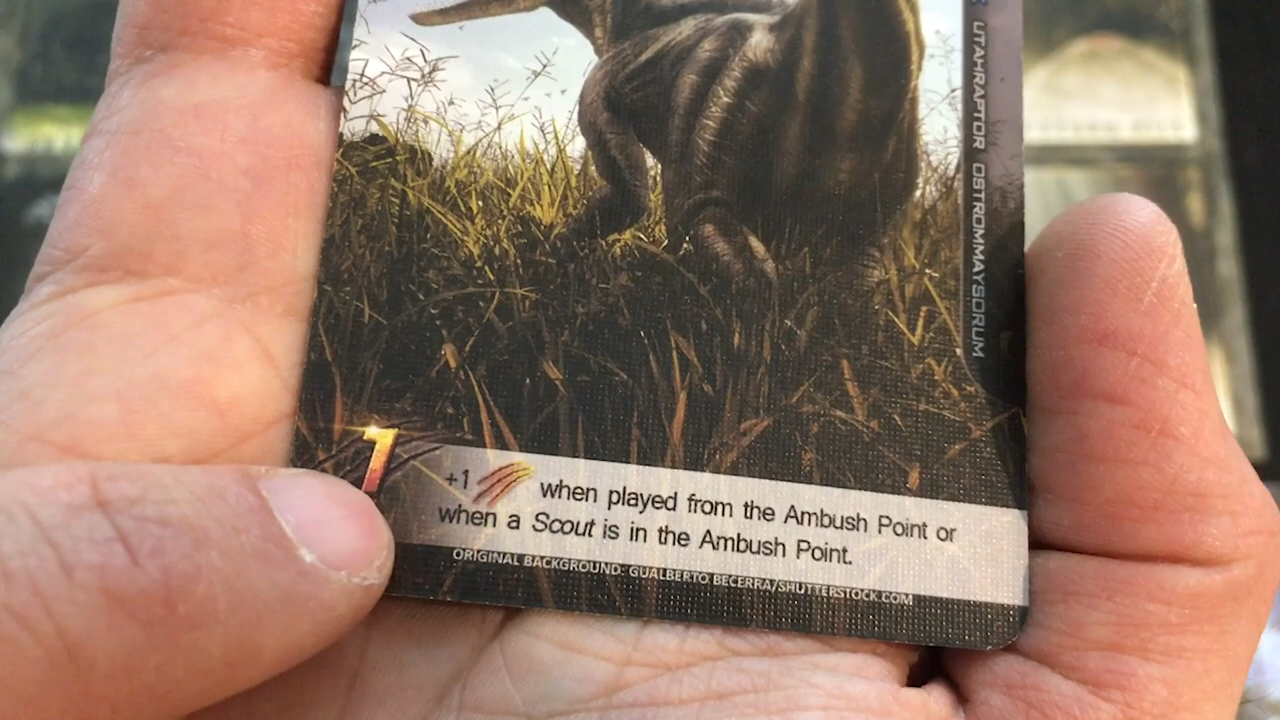 UTAHRAPTOR OSTROMMAYSORUM
1
+1 when played from the Ambush Point or
when a Scout is in the Ambush Point.
ORIGINAL BACKGROUND: GUALBERTO BECERRA/SHUTTERSTOCK.COM